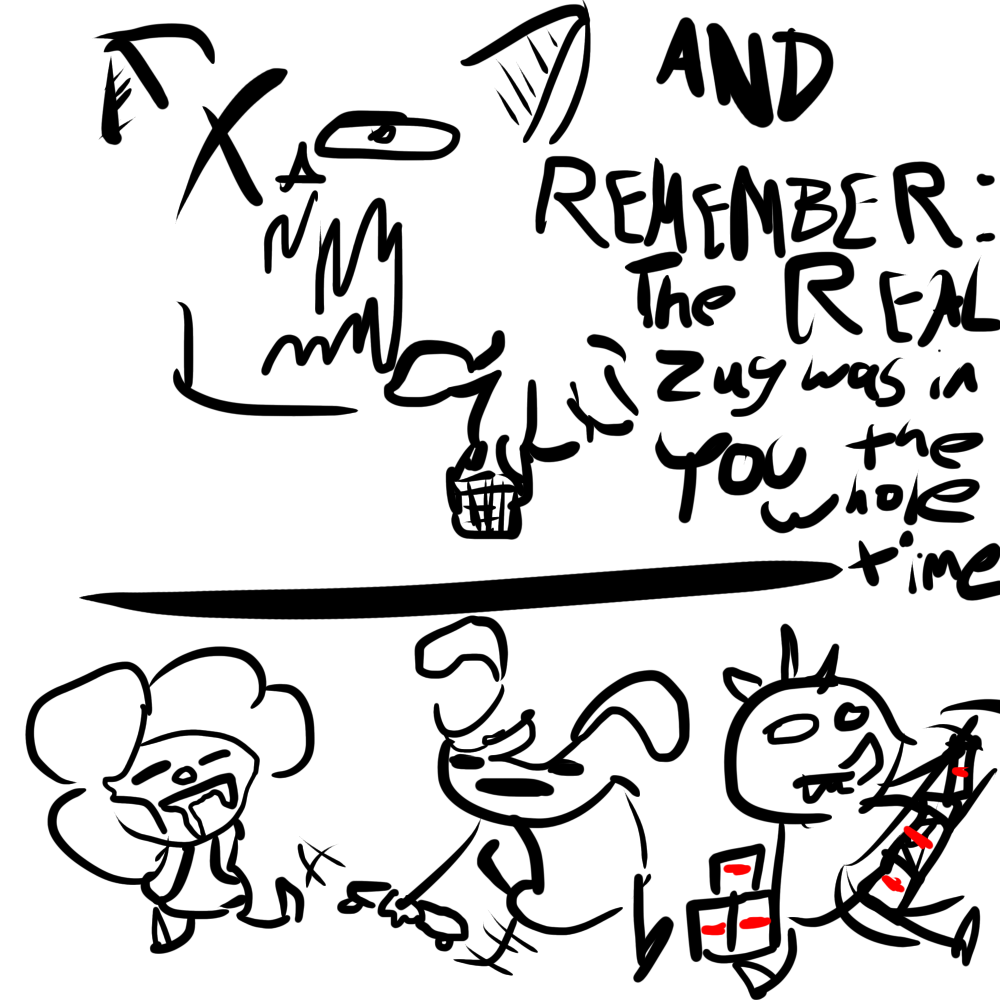 AND
REMEMBER:
The REAL
zug was in
YOU the
whole
time